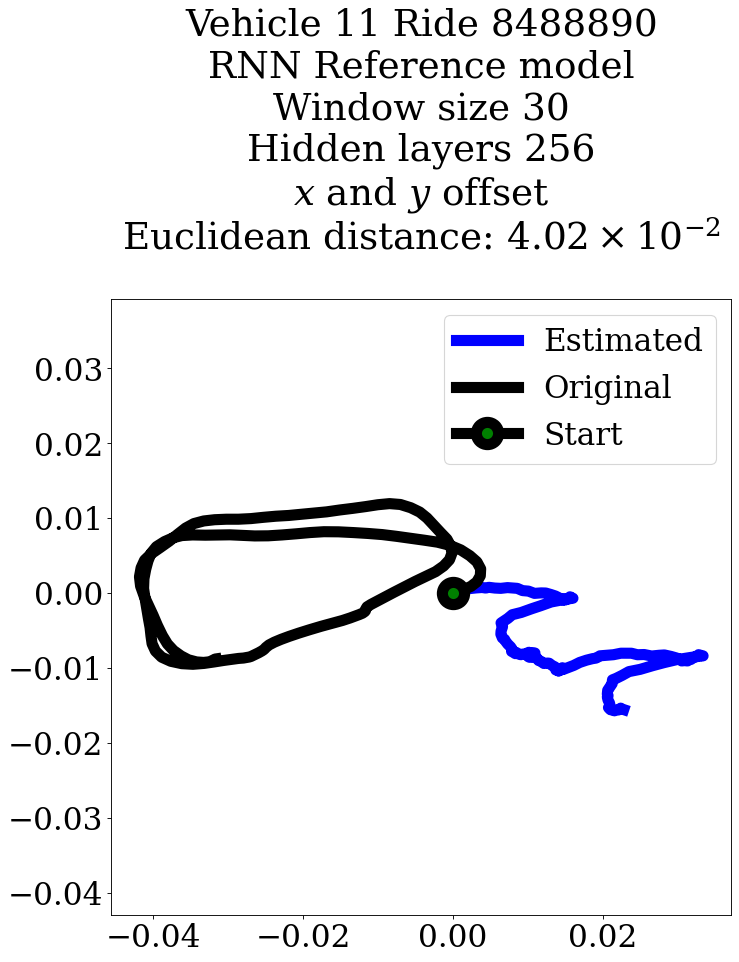 Vehicle 11 Ride 8488890
RNN Reference model
Window size 30
Hidden layers 256
x and y offset
Euclidean distance: 4.02 × 10⁻²
Estimated
Original
Start
0.03
0.02
0.01
0.00
−0.01
−0.02
−0.03
−0.04
−0.04 −0.02 0.00 0.02